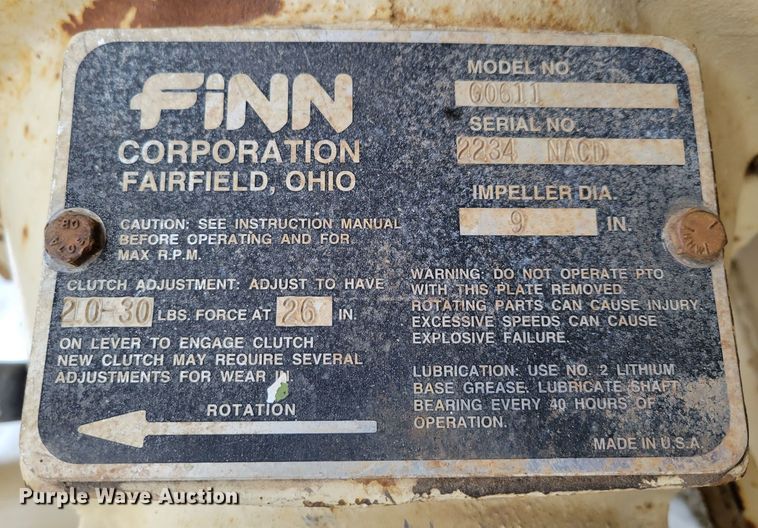 FINN
CORPORATION
FAIRFIELD, OHIO
MODEL NO.
60611
SERIAL NO.
2234 NACD
IMPELLER DIA.
9 IN.
CAUTION: SEE INSTRUCTION MANUAL
BEFORE OPERATING AND FOR
MAX R.P.M.
CLUTCH ADJUSTMENT: ADJUST TO HAVE
20-30 LBS. FORCE AT 26 IN.
ON LEVER TO ENGAGE CLUTCH
NEW CLUTCH MAY REQUIRE SEVERAL
ADJUSTMENTS FOR WEAR IN.
ROTATION
WARNING: DO NOT OPERATE PTO
WITH THIS PLATE REMOVED
ROTATING PARTS CAN CAUSE INJURY
EXCESSIVE SPEEDS CAN CAUSE
EXPLOSIVE FAILURE.
LUBRICATION: USE NO. 2 LITHIUM
BASE GREASE. LUBRICATE SHAFT
BEARING EVERY 40 HOURS OF
OPERATION.
MADE IN U.S.A.
Purple Wave Auction